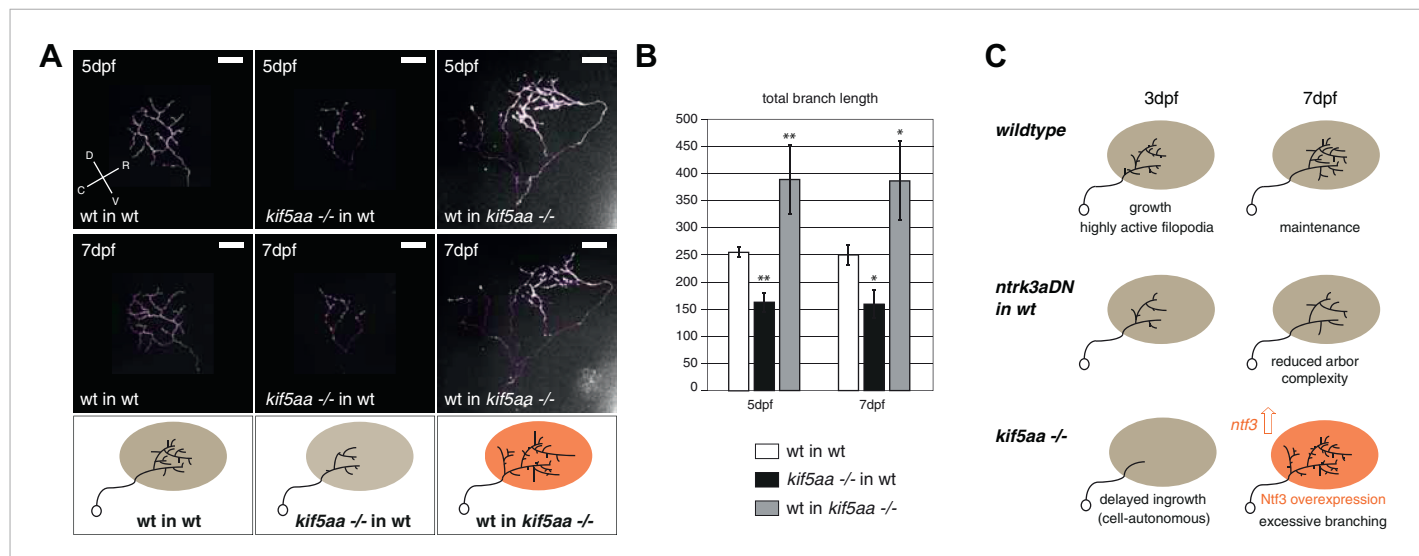 A
5dpf
5dpf
5dpf
D
R
C
V
wt in wt
kif5aa -/- in wt
wt in kif5aa -/-
7dpf
7dpf
7dpf
wt in wt
kif5aa -/- in wt
wt in kif5aa -/-
wt in wt
kif5aa -/- in wt
wt in kif5aa -/-
B
total branch length
500
450
400
350
300
250
200
150
100
50
0
**
**
*
*
5dpf
7dpf
wt in wt
kif5aa -/- in wt
wt in kif5aa -/-
C
3dpf
7dpf
wildtype
growth
highly active filopodia
maintenance
ntrk3aDN
in wt
reduced arbor
complexity
kif5aa -/-
ntf3
delayed ingrowth
(cell-autonomous)
Ntf3 overexpression
excessive branching